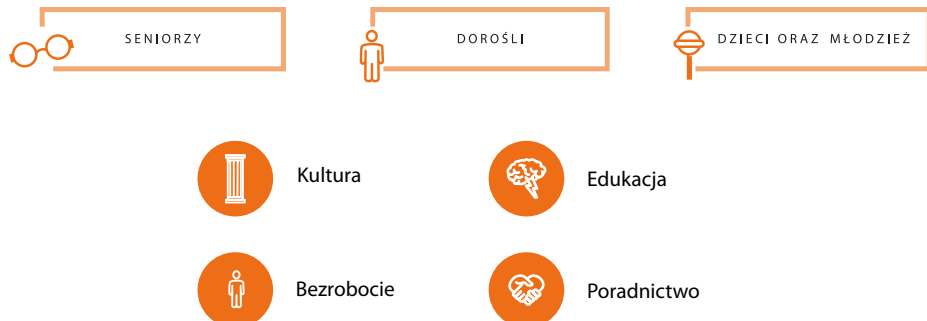 SENIORZY
DOROŚLI
DZIECI ORAZ MŁODZIEŻ
Kultura
Edukacja
Bezrobocie
Poradnictwo